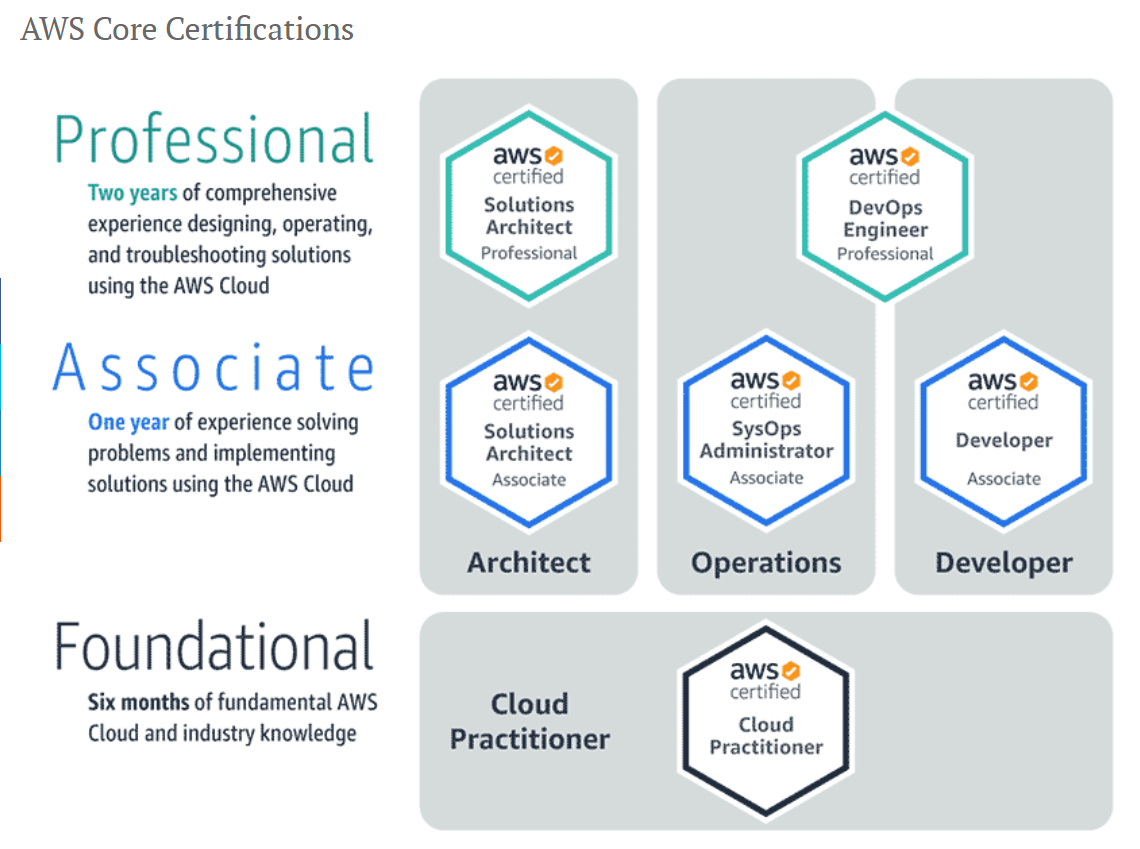 AWS Core Certifications
Professional
Two years of comprehensive
experience designing, operating,
and troubleshooting solutions
using the AWS Cloud
aws
certified
Solutions
Architect
Professional
aws
certified
DevOps
Engineer
Professional
Associate
One year of experience solving
problems and implementing
solutions using the AWS Cloud
aws
certified
Solutions
Architect
Associate
aws
certified
SysOps
Administrator
Associate
aws
certified
Developer
Associate
Architect
Operations
Developer
Foundational
Six months of fundamental AWS
Cloud and industry knowledge
Cloud
Practitioner
aws
certified
Cloud
Practitioner